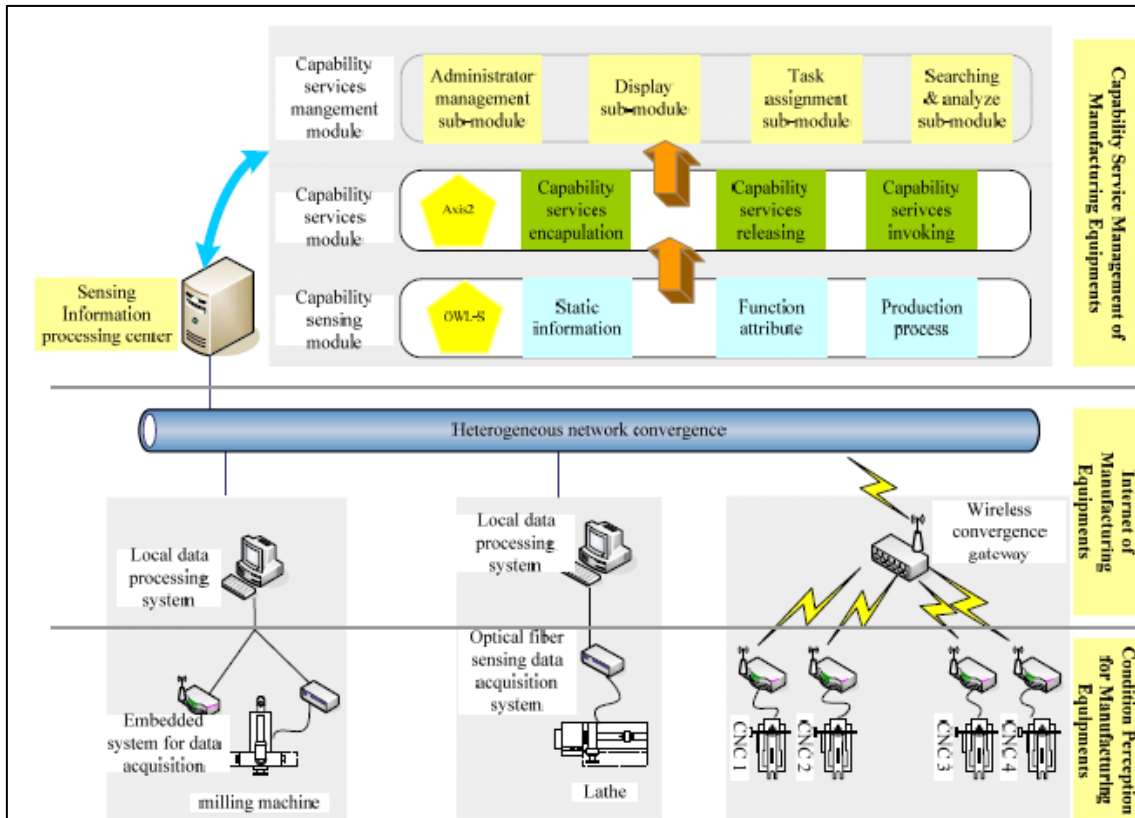 Capability
services
mangement
module
Administrator
management
sub-module
Display
sub-module
Task
assignment
sub-module
Searching
& analyze
sub-module
Capability
services
module
Axis2
Capability
services
encapulation
Capability
services
releasing
Capability
serivces
invoking
Sensing
Information
processing center
Capability
sensing
module
OWL-S
Static
information
Function
attribute
Production
process
Capability Service Management of
Manufacturing Equipments
Heterogeneous network convergence
Local data
processing
system
Local data
processing
system
Wireless
convergence
gateway
Internet of
Manufacturing
Equipments
Embedded
system for data
acquisition
milling machine
Optical fiber
sensing data
acquisition
system
Lathe
CNC 1
CNC 2
CNC 3
CNC 4
Condition Perception
for Manufacturing
Equipments